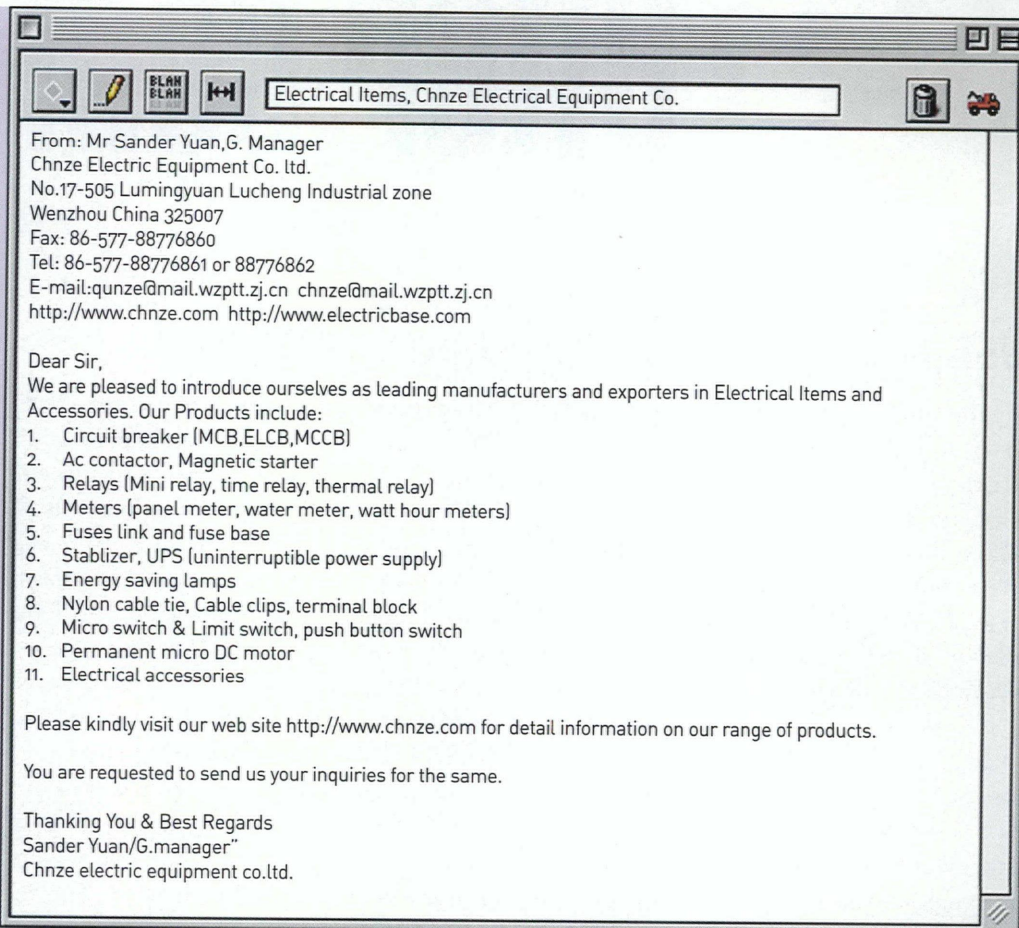 BLAH
BLAH
Electrical Items, Chnze Electrical Equipment Co.
From: Mr Sander Yuan,G. Manager
Chnze Electric Equipment Co. ltd.
No.17-505 Lumingyuan Lucheng Industrial zone
Wenzhou China 325007
Fax: 86-577-88776860
Tel: 86-577-88776861 or 88776862
E-mail:qunze@mail.wzptt.zj.cn chnze@mail.wzptt.zj.cn
http://www.chnze.com http://www.electricbase.com
Dear Sir,
We are pleased to introduce ourselves as leading manufacturers and exporters in Electrical Items and
Accessories. Our Products include:
1. Circuit breaker (MCB,ELCB,MCCB)
2. Ac contactor, Magnetic starter
3. Relays (Mini relay, time relay, thermal relay)
4. Meters (panel meter, water meter, watt hour meters)
5. Fuses link and fuse base
6. Stablizer, UPS (uninterruptible power supply)
7. Energy saving lamps
8. Nylon cable tie, Cable clips, terminal block
9. Micro switch & Limit switch, push button switch
10. Permanent micro DC motor
11. Electrical accessories
Please kindly visit our web site http://www.chnze.com for detail information on our range of products.
You are requested to send us your inquiries for the same.
Thanking You & Best Regards
Sander Yuan/G.manager¨
Chnze electric equipment co.ltd.